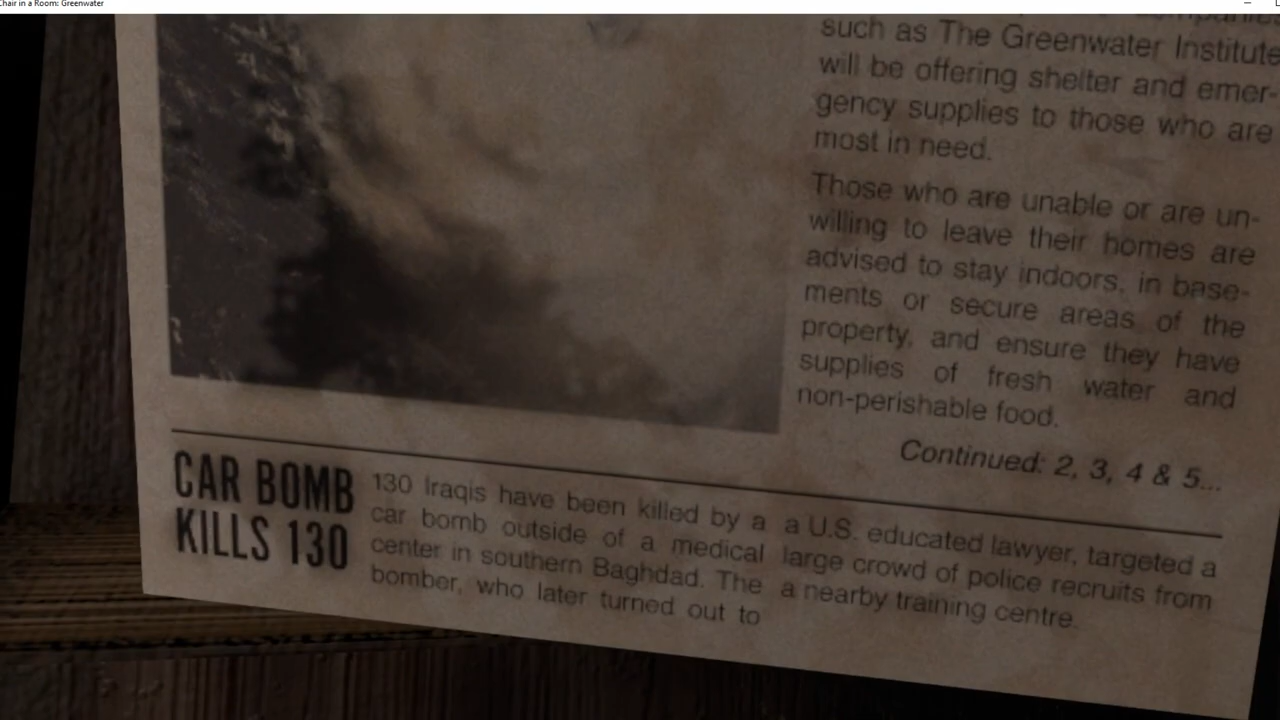 Chair in a Room: Greenwater
such as The Greenwater Institute
will be offering shelter and emer-
gency supplies to those who are
most in need.
Those who are unable or are un-
willing to leave their homes are
advised to stay indoors, in base-
ments or secure areas of the
property, and ensure they have
supplies of fresh water and
non-perishable food.
Continued: 2, 3, 4 & 5...
CAR BOMB
KILLS 130
130 Iraqis have been killed by a
car bomb outside of a medical
center in southern Baghdad. The
bomber, who later turned out to
a U.S. educated lawyer, targeted a
large crowd of police recruits from
a nearby training centre.